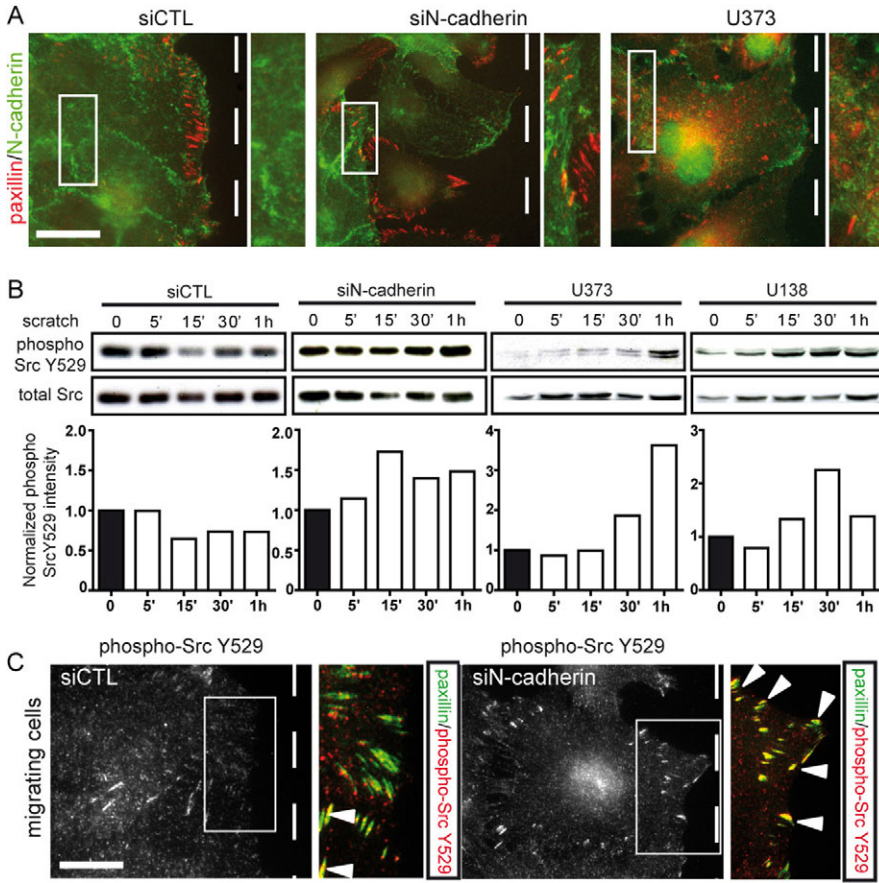 A
siCTL
siN-cadherin
U373
paxillin/N-cadherin
B
siCTL
siN-cadherin
U373
U138
scratch
0 5' 15' 30' 1h
0 5' 15' 30' 1h
0 5' 15' 30' 1h
0 5' 15' 30' 1h
phospho
Src Y529
total Src
Normalized phospho
SrcY529 intensity
2.0
1.5
1.0
0.5
0
0 5' 15' 30' 1h
2.0
1.5
1.0
0.5
0.0
0 5' 15' 30' 1h
4
3
2
1
0
0 5' 15' 30' 1h
3
2
1
0
0 5' 15' 30' 1h
C
phospho-Src Y529
phospho-Src Y529
migrating cells
siCTL
paxillin/phospho-Src Y529
siN-cadherin
paxillin/phospho-Src Y529